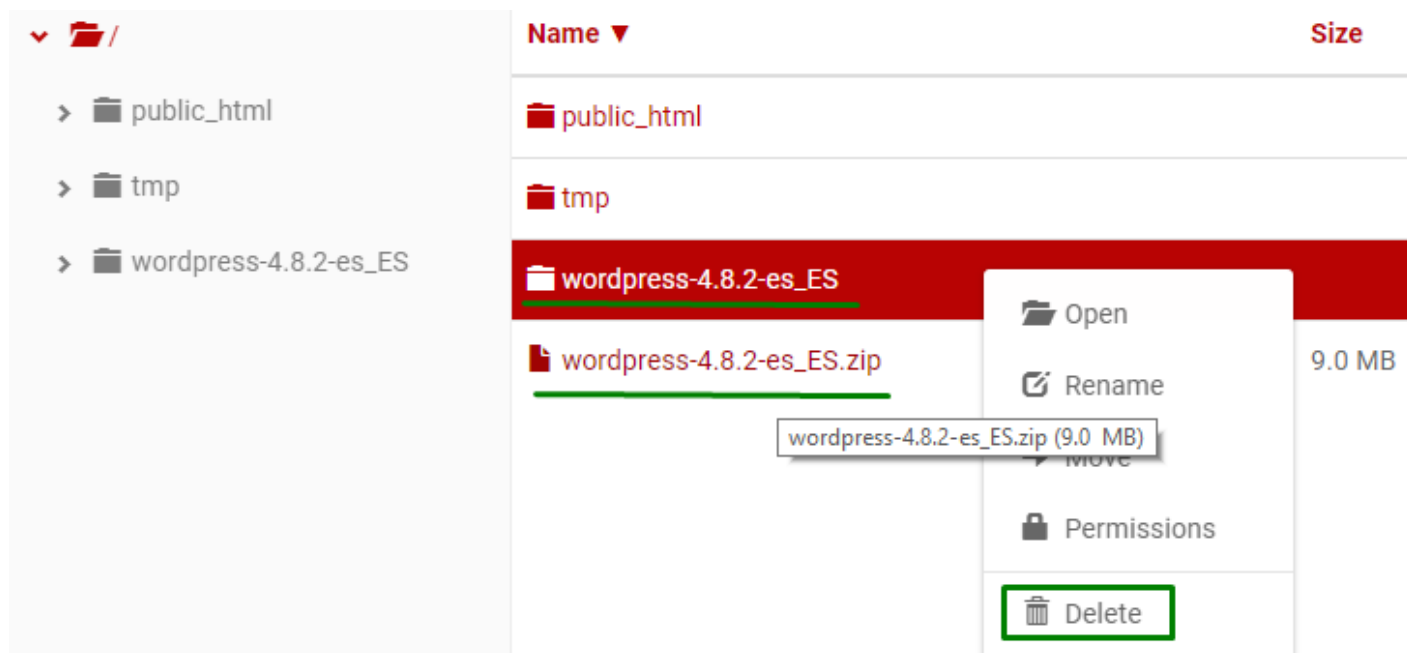 /
public_html
tmp
wordpress-4.8.2-es_ES
Name ▼
Size
public_html
tmp
wordpress-4.8.2-es_ES
wordpress-4.8.2-es_ES.zip
9.0 MB
wordpress-4.8.2-es_ES.zip (9.0 MB)
Open
Rename
Move
Permissions
Delete